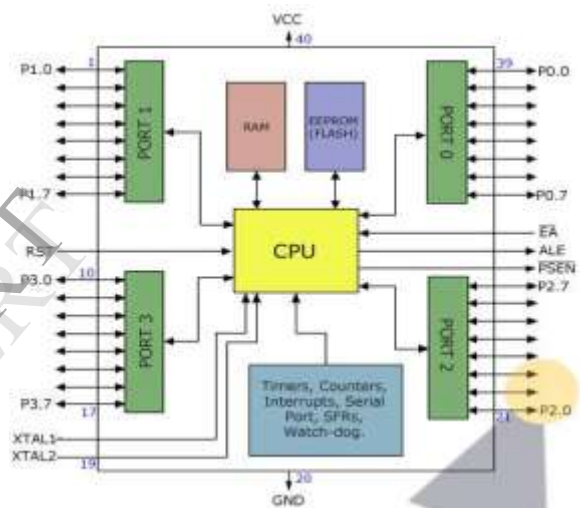 VCC
40
1
39
P1.0
P0.0
PORT 1
RAM
EEPROM
(FLASH)
PORT 0
P1.7
P0.7
EA
RST
CPU
ALE
PSEN
P3.0
10
P2.7
PORT 3
PORT 2
Timers, Counters,
Interrupts, Serial
Port, SFRs,
Watch-dog.
P3.7
17
P2.0
21
XTAL1
XTAL2
19
20
GND